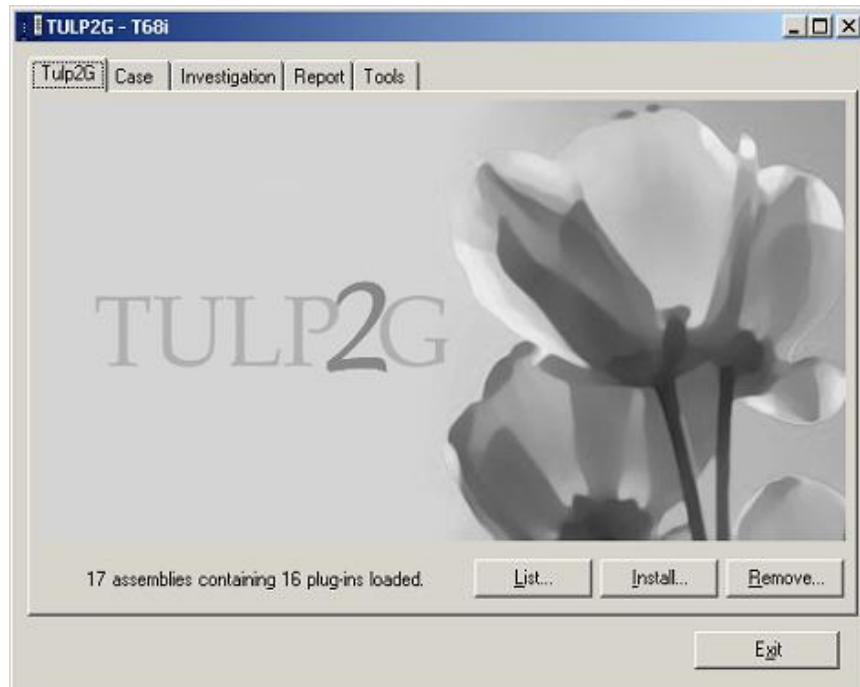 TULP2G - T68i
Tulp2G Case Investigation Report Tools
TULP2G
17 assemblies containing 16 plug-ins loaded. List... Install... Remove...
Exit